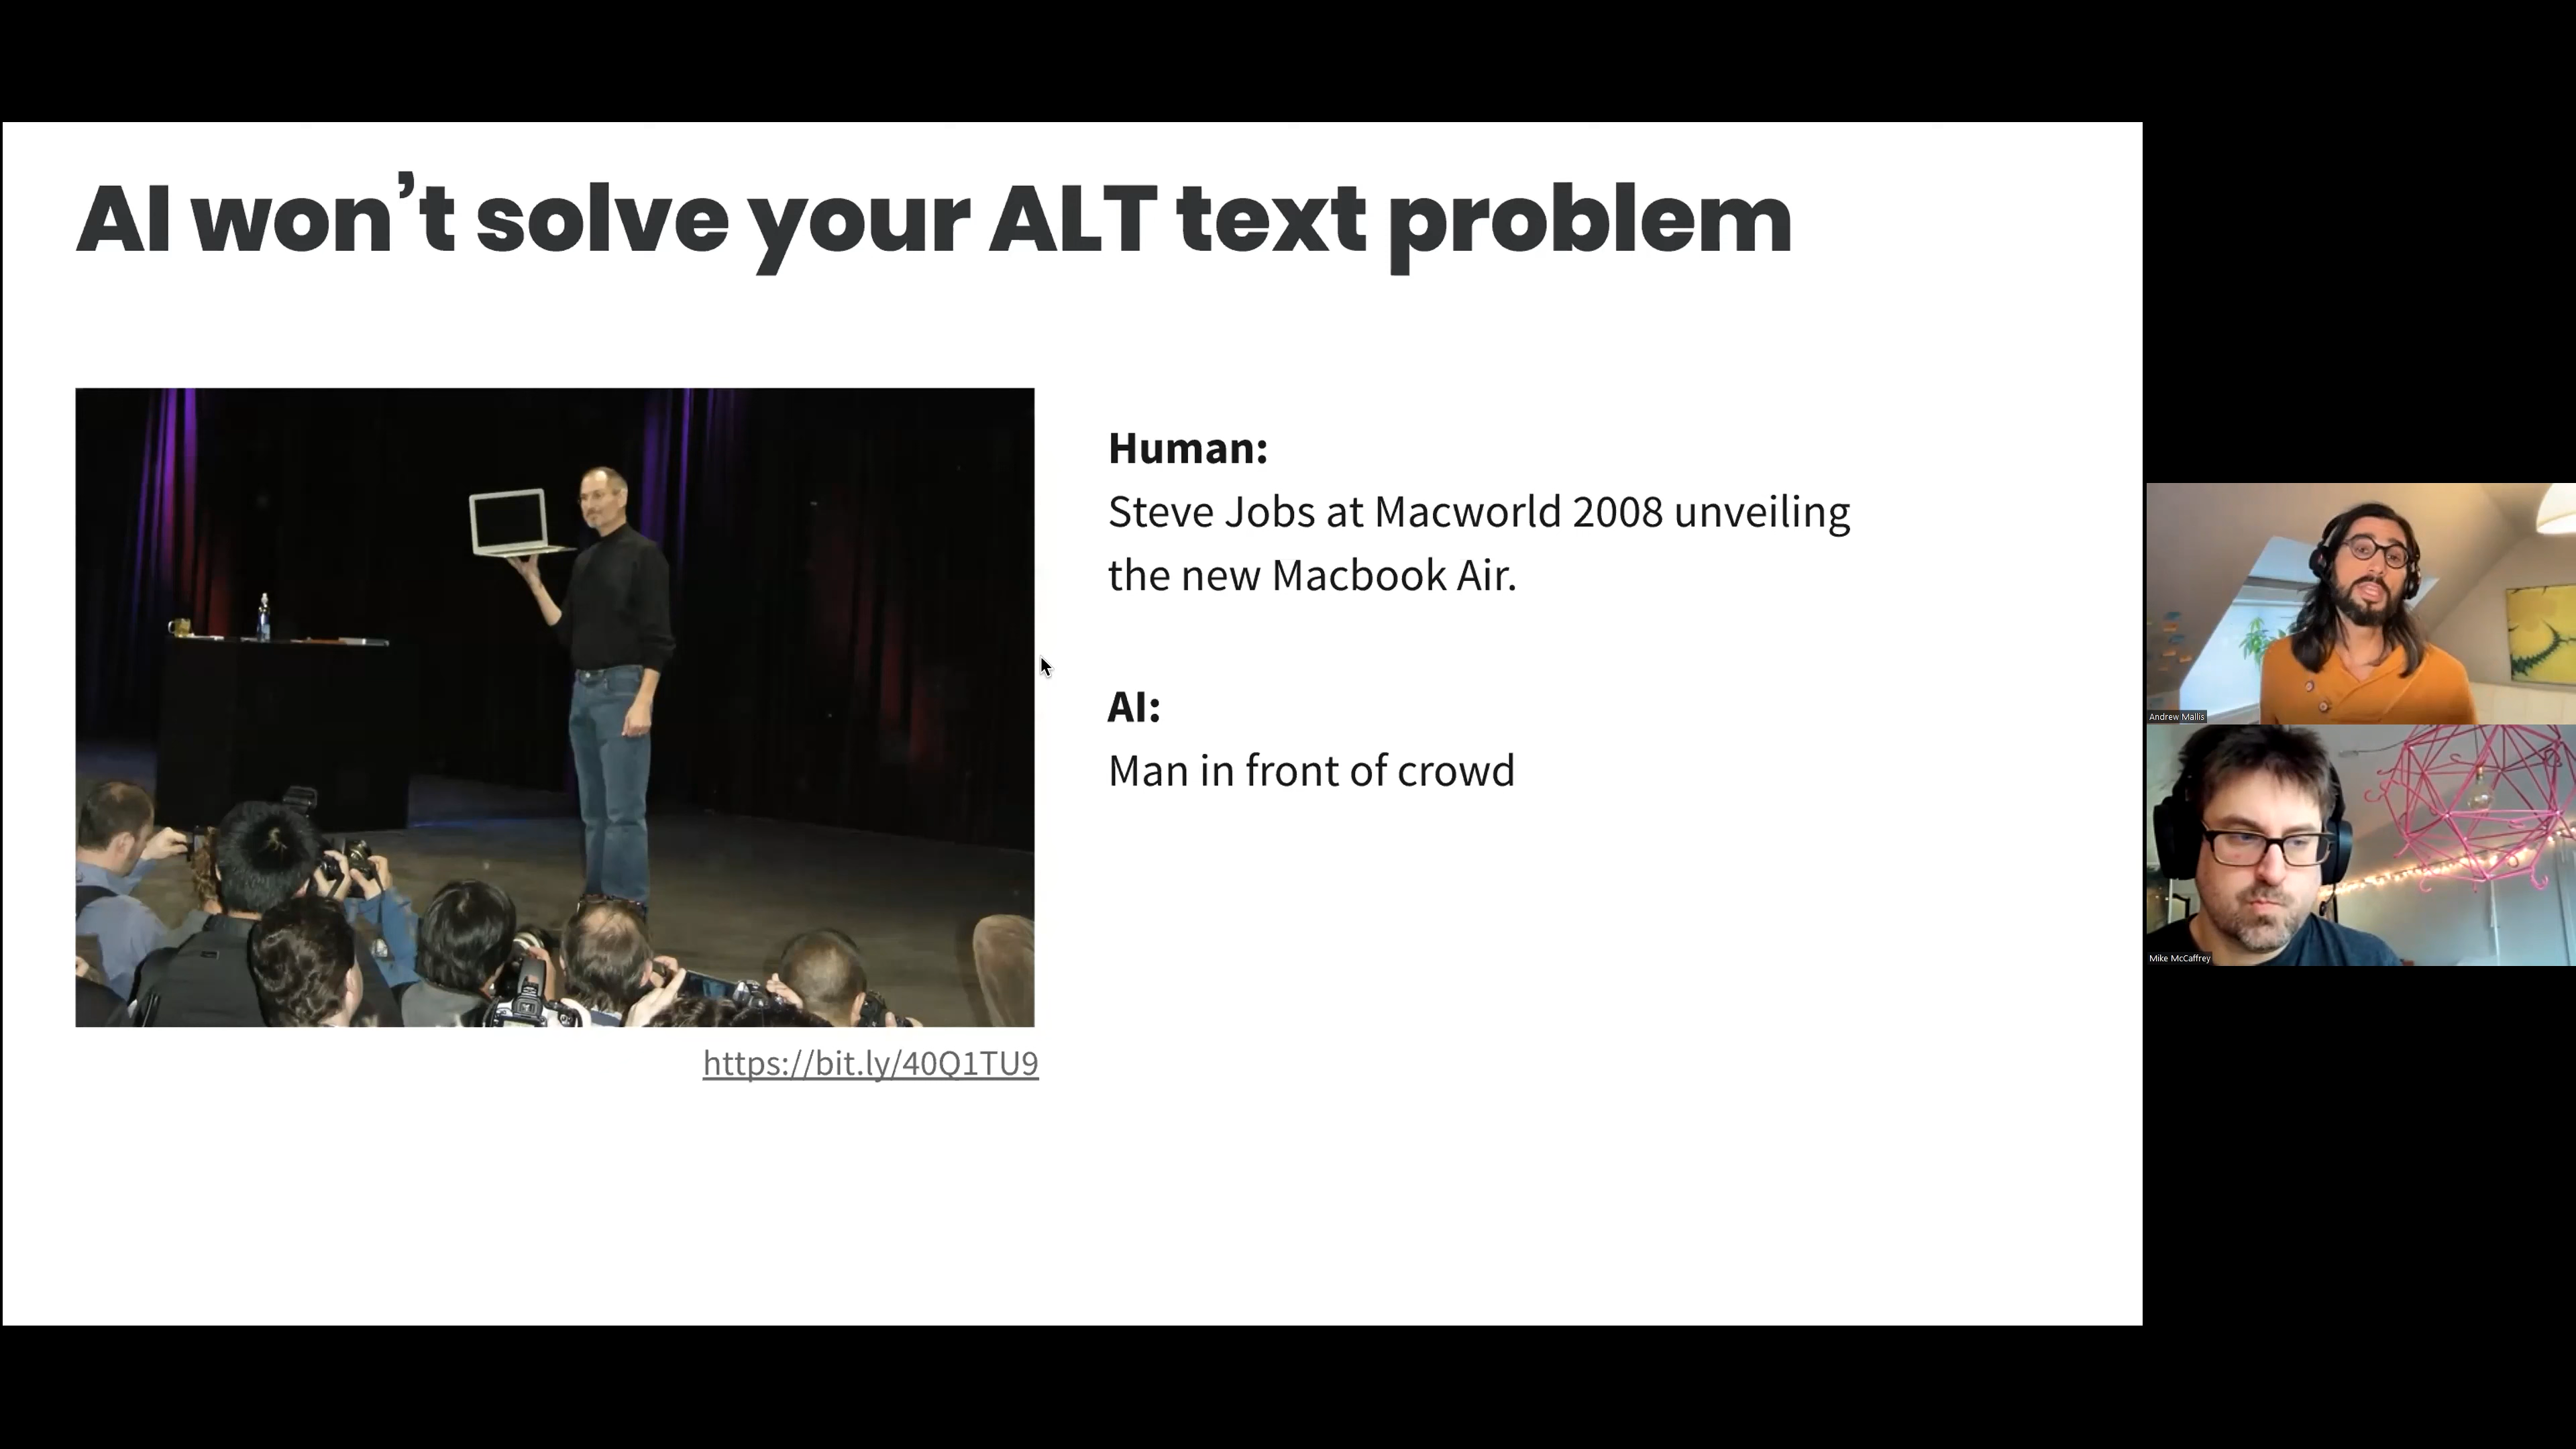 AI won’t solve your ALT text problem
Human:
Steve Jobs at Macworld 2008 unveiling
the new Macbook Air.
AI:
Man in front of crowd
https://bit.ly/40Q1TU9
Andrew Mallis
Mike McCaffrey